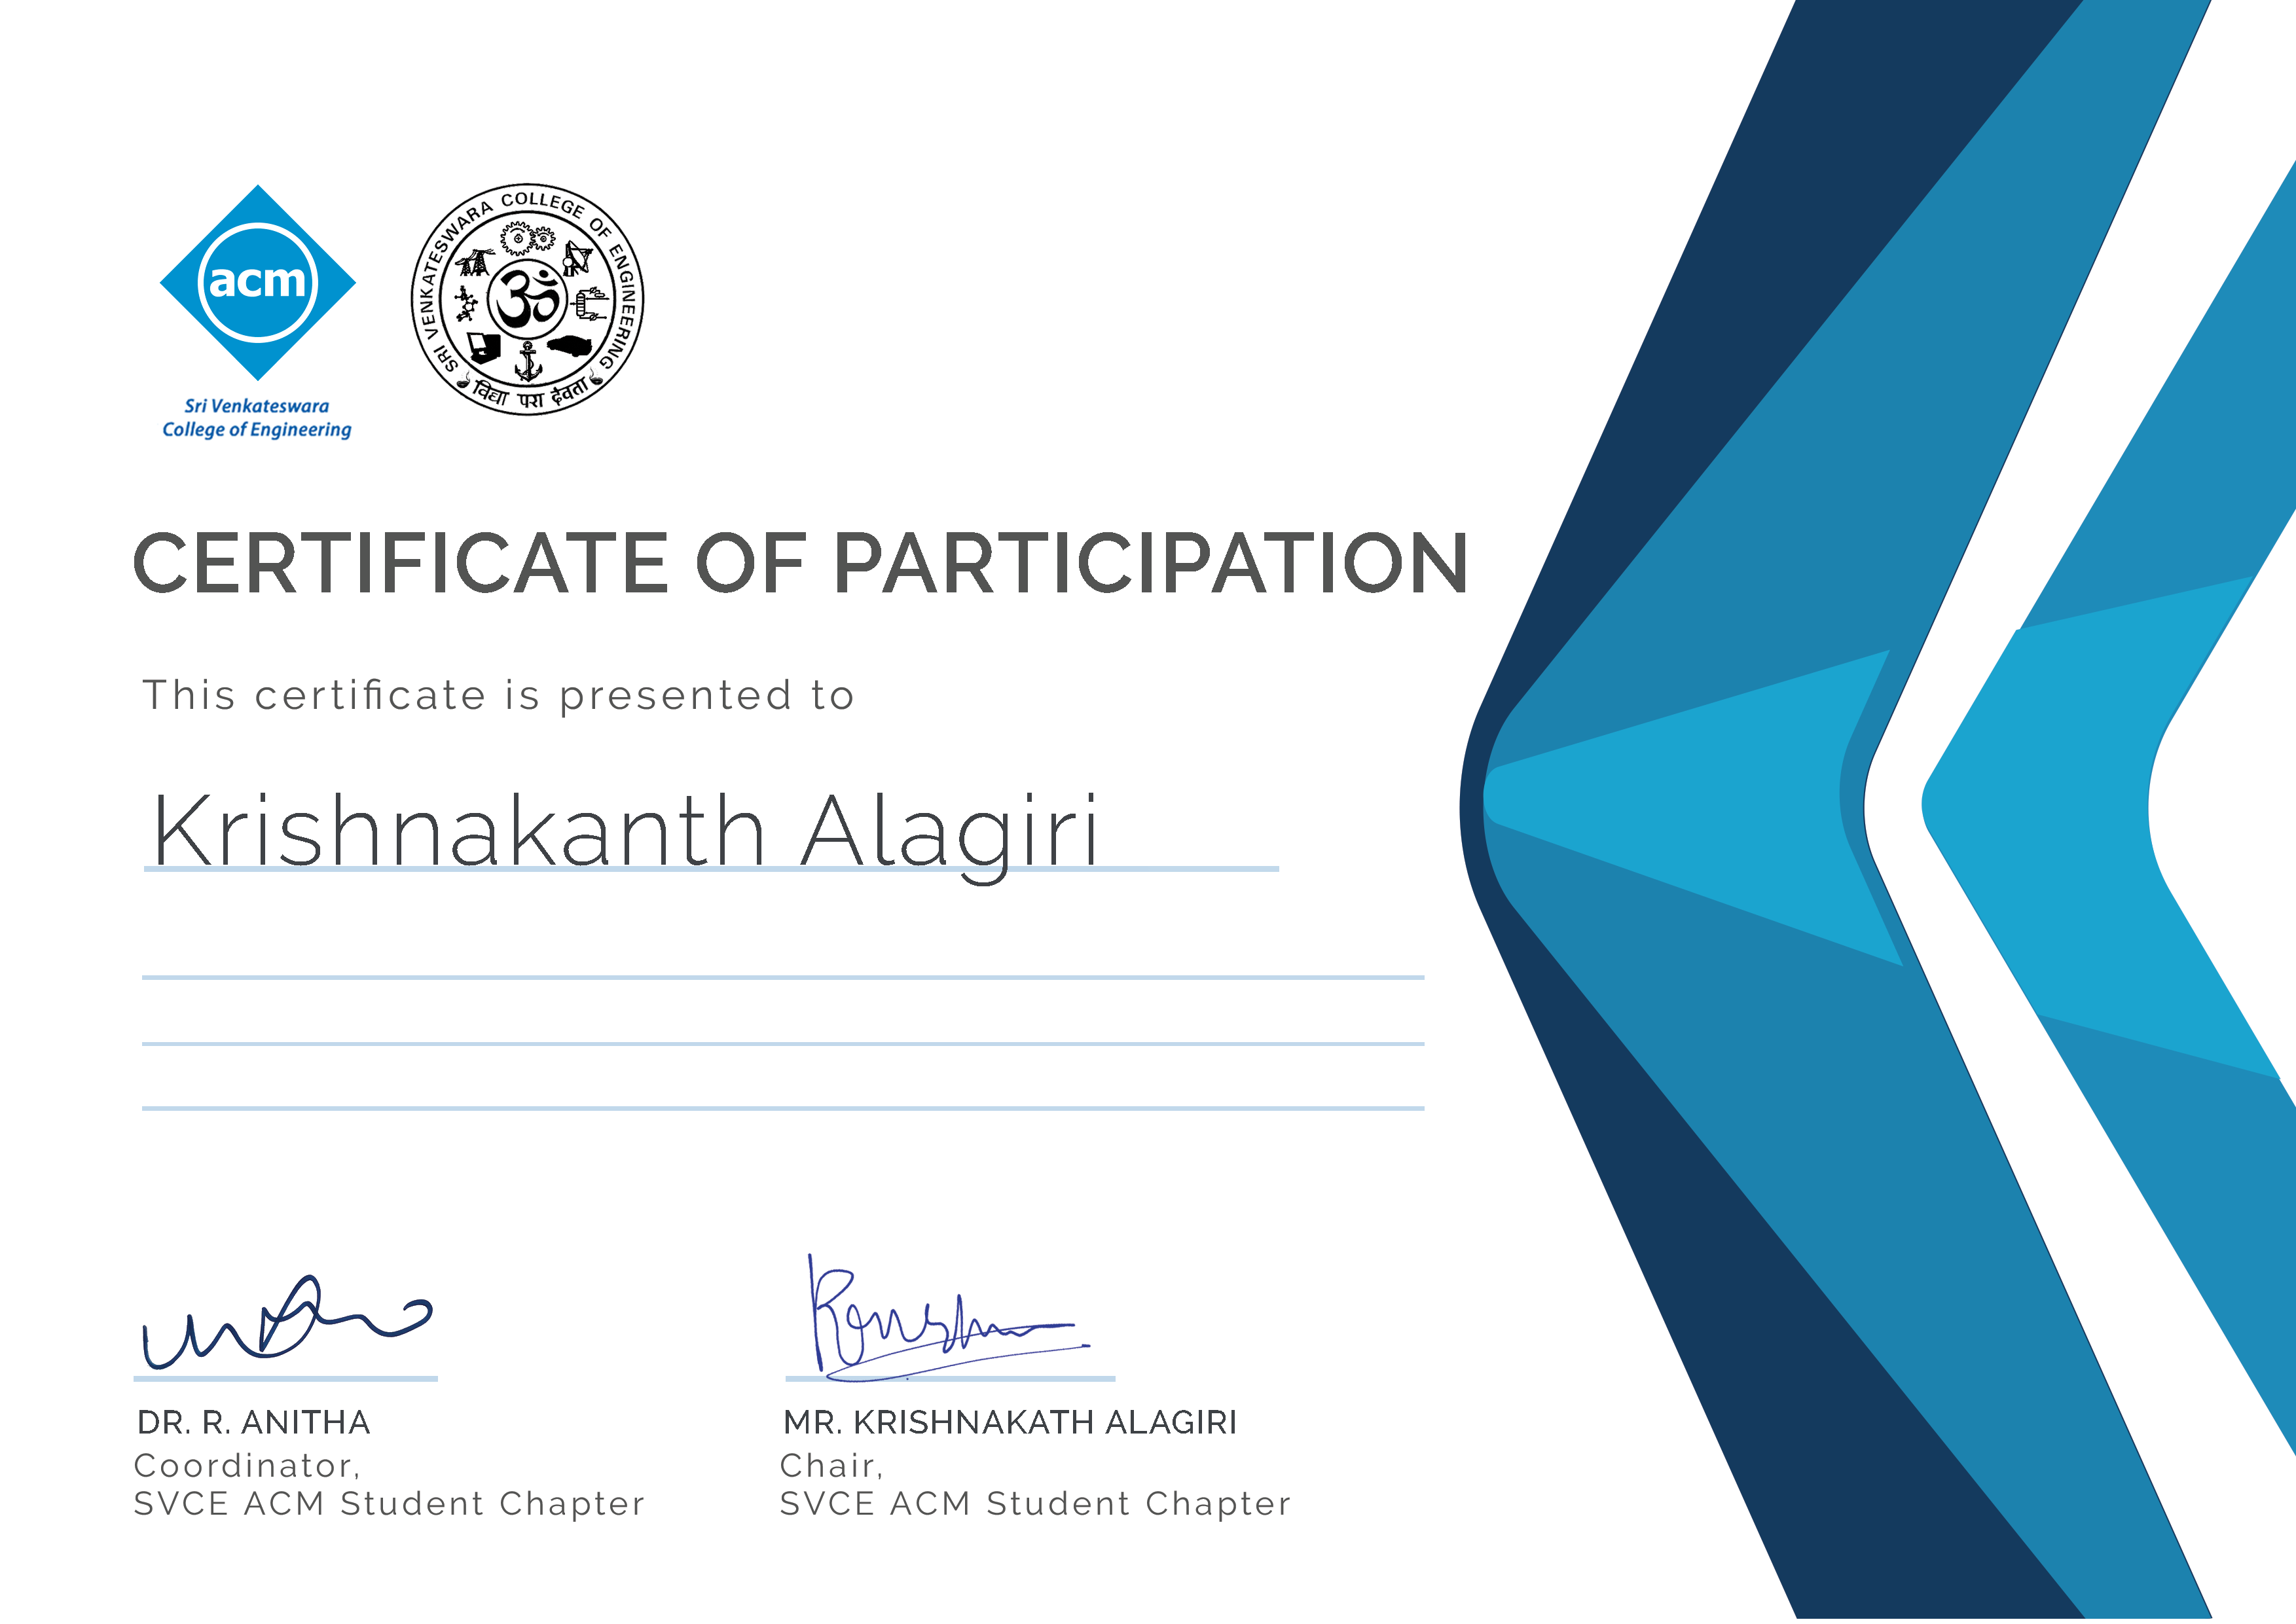 acm
Sri Venkateswara
College of Engineering
SRI VENKATESWARA COLLEGE OF ENGINEERING
विद्या परा देवता
CERTIFICATE OF PARTICIPATION
This certificate is presented to
Krishnakanth Alagiri
DR. R. ANITHA
Coordinator,
SVCE ACM Student Chapter
MR. KRISHNAKATH ALAGIRI
Chair,
SVCE ACM Student Chapter